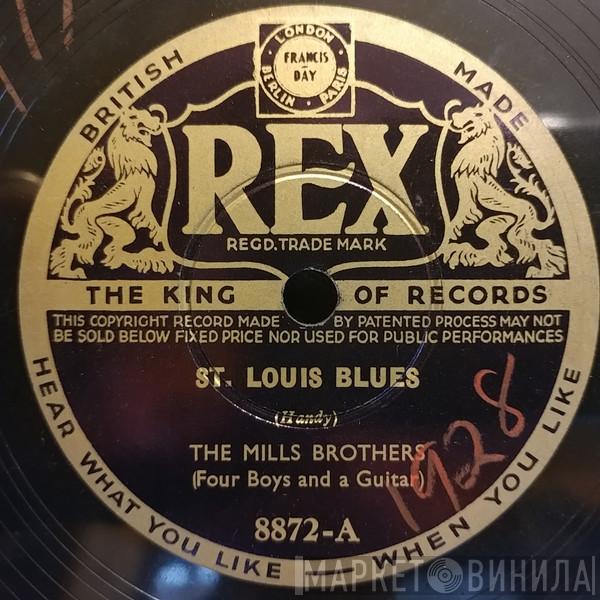 LONDON
FRANCIS
DAY
BERLIN · PARIS
BRITISH
MADE
REX
REGD. TRADE MARK
THE KING OF RECORDS
THIS COPYRIGHT RECORD MADE BY PATENTED PROCESS MAY NOT
BE SOLD BELOW FIXED PRICE NOR USED FOR PUBLIC PERFORMANCES
ST. LOUIS BLUES
(Handy)
THE MILLS BROTHERS
(Four Boys and a Guitar)
1928
8872-A
HEAR WHAT YOU LIKE — WHEN YOU LIKE
МАРКЕТ ВИНИЛА